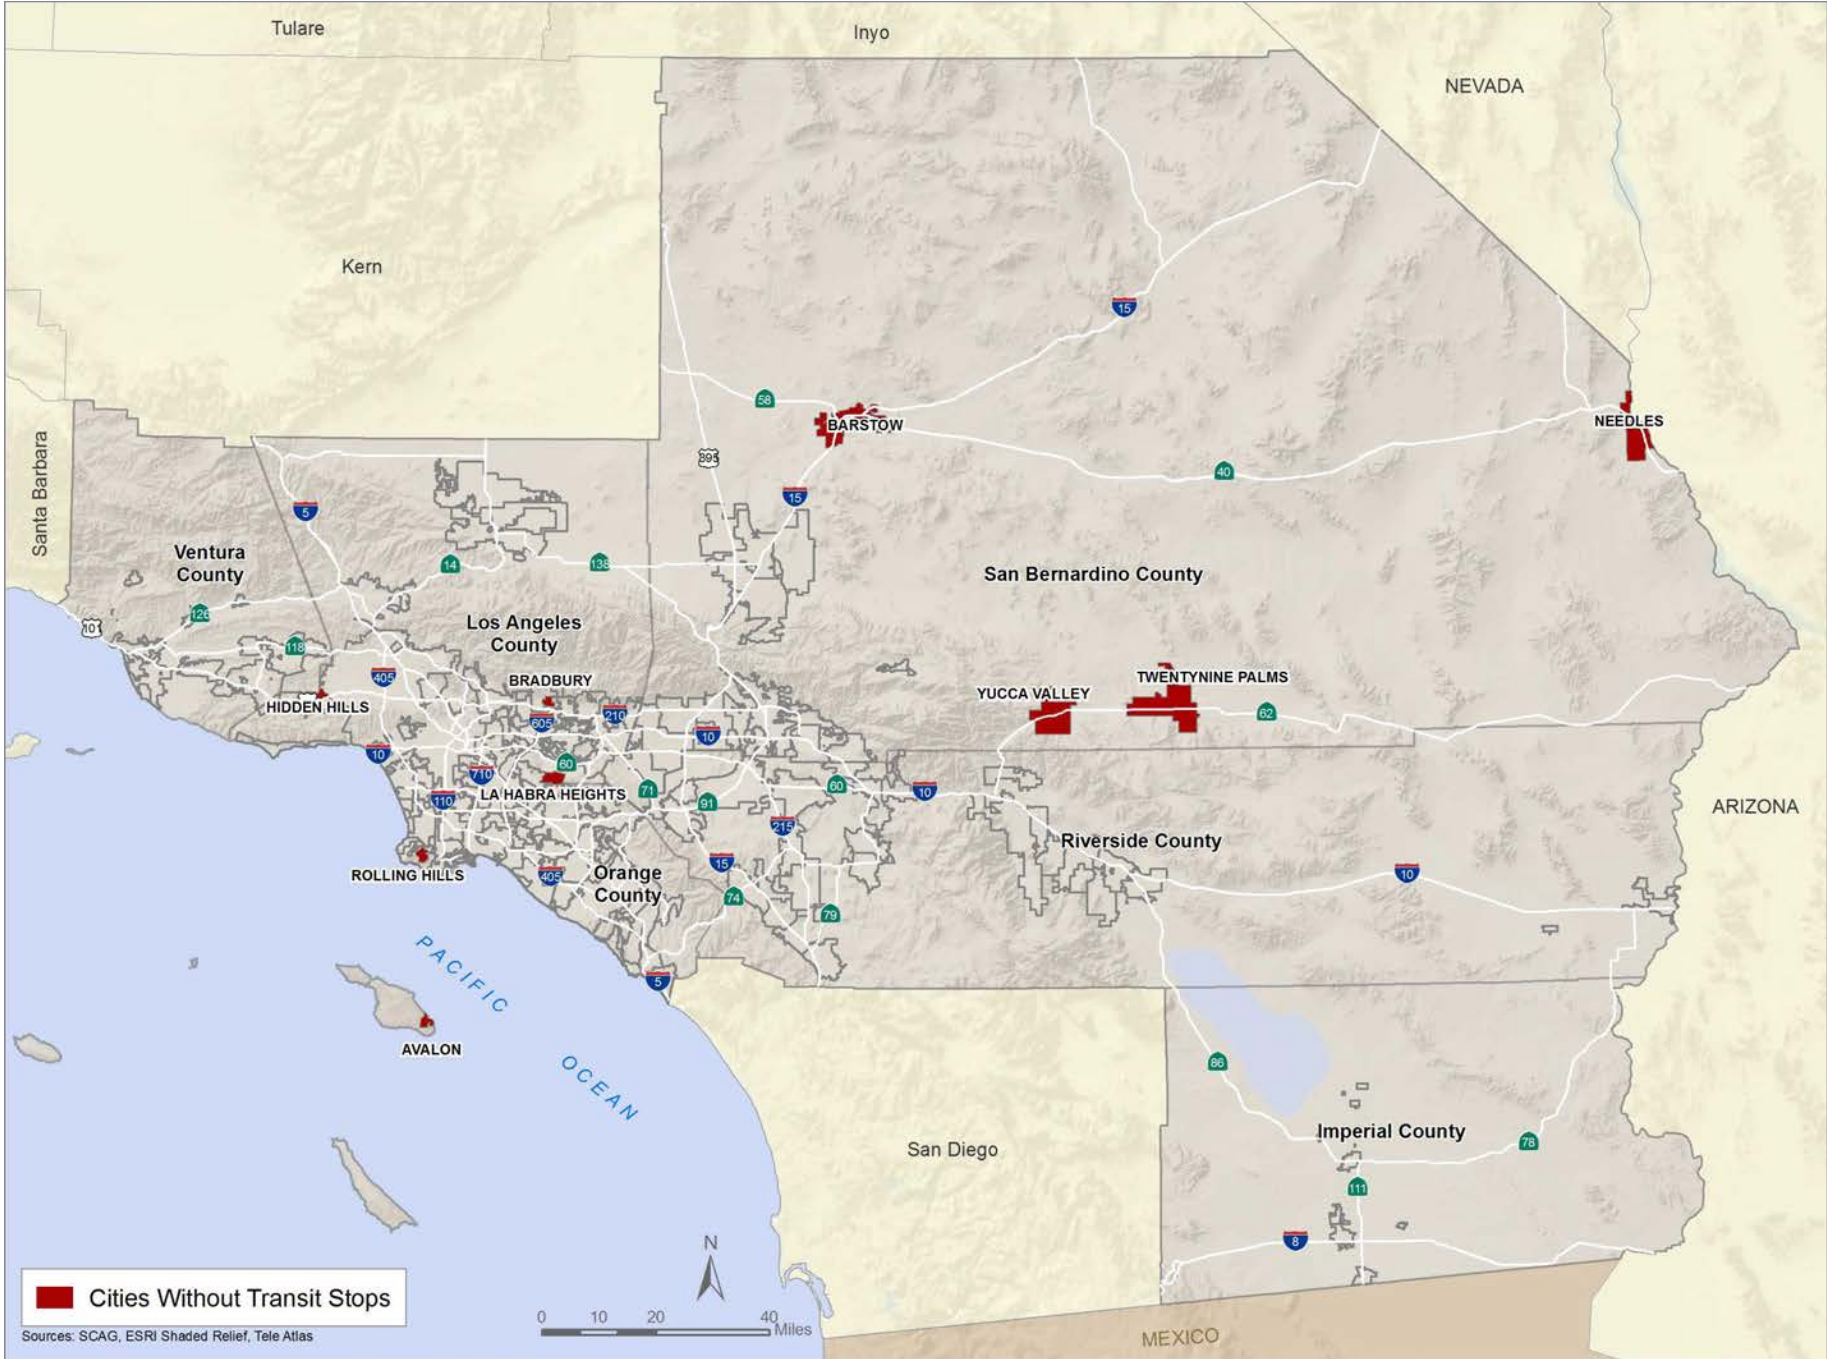 Tulare
Inyo
NEVADA
Kern
15
58
BARSTOW
NEEDLES
395
40
15
Santa Barbara
5
Ventura
County
14
138
San Bernardino County
126
101
Los Angeles
County
118
405
BRADBURY
TWENTYNINE PALMS
YUCCA VALLEY
HIDDEN HILLS
605
210
62
10
10
60
710
60
LA HABRA HEIGHTS
71
10
110
91
ARIZONA
215
Riverside County
ROLLING HILLS
15
405
Orange
County
10
74
79
PACIFIC
OCEAN
5
AVALON
86
Imperial County
78
San Diego
111
8
N
Cities Without Transit Stops
0 10 20 40
Miles
Sources: SCAG, ESRI Shaded Relief, Tele Atlas
MEXICO